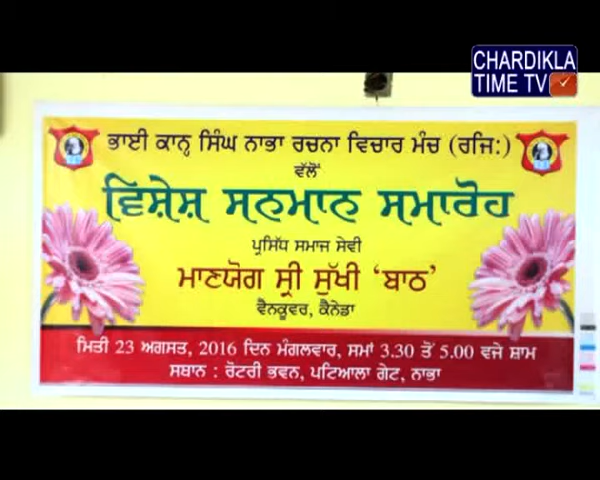 CHARDIKLA
TIME TV
ਭਾਈ ਕਾਨ੍ਹ ਸਿੰਘ ਨਾਭਾ ਰਚਨਾ ਵਿਚਾਰ ਮੰਚ (ਰਜਿ:)
ਵੱਲੋਂ
ਵਿਸ਼ੇਸ਼ ਸਨਮਾਨ ਸਮਾਰੋਹ
ਪ੍ਰਸਿੱਧ ਸਮਾਜ ਸੇਵੀ
ਮਾਣਯੋਗ ਸ੍ਰੀ ਸੁੱਖੀ ‘ਬਾਠ’
ਵੈਨਕੂਵਰ, ਕੈਨੇਡਾ
ਮਿਤੀ 23 ਅਗਸਤ, 2016 ਦਿਨ ਮੰਗਲਵਾਰ, ਸਮਾਂ 3.30 ਤੋਂ 5.00 ਵਜੇ ਸ਼ਾਮ
ਸਥਾਨ : ਰੋਟਰੀ ਭਵਨ, ਪਟਿਆਲਾ ਗੇਟ, ਨਾਭਾ